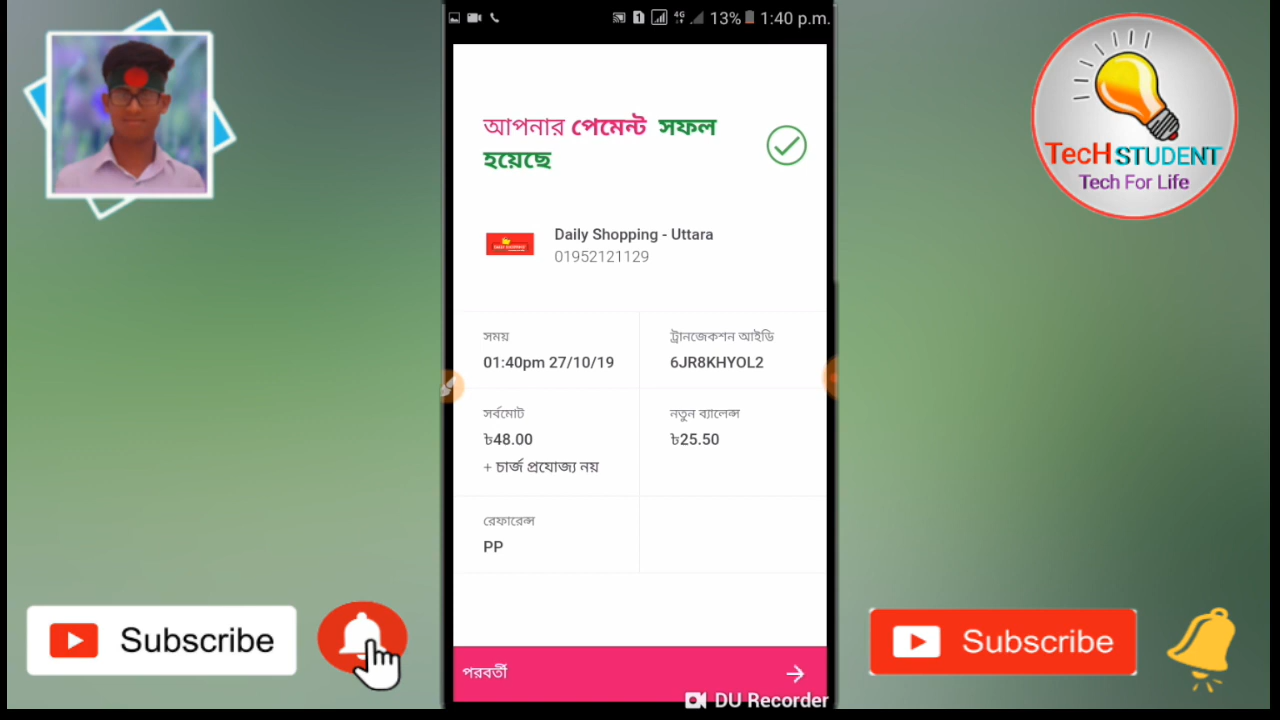 13% 1:40 p.m.
আপনার পেমেন্ট সফল
হয়েছে
Daily Shopping - Uttara
01952121129
সময়
01:40pm 27/10/19
ট্রানজেকশন আইডি
6JR8KHYOL2
সর্বমোট
৳48.00
+ চার্জ প্রযোজ্য নয়
নতুন ব্যালেন্স
৳25.50
রেফারেন্স
PP
পরবর্তী
DU Recorder
TecH STUDENT
Tech For Life
Subscribe
Subscribe